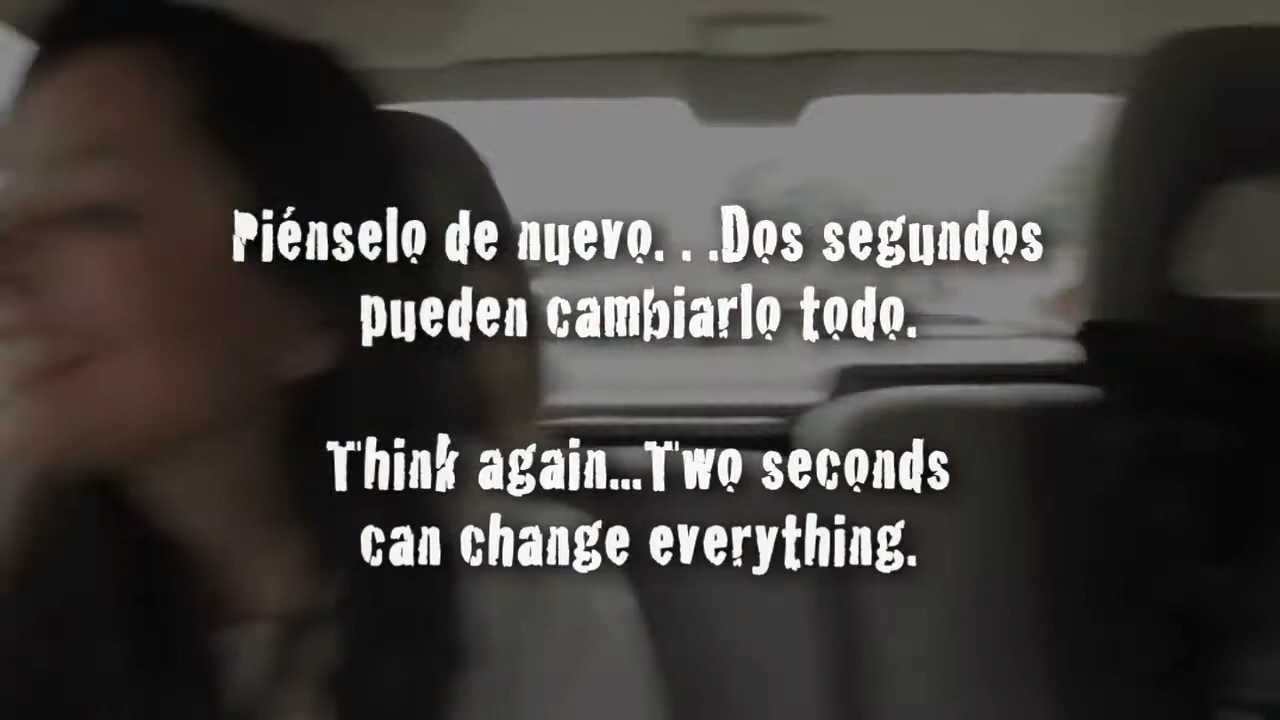 Piénselo de nuevo. . .Dos segundos
pueden cambiarlo todo.
Think again...Two seconds
can change everything.